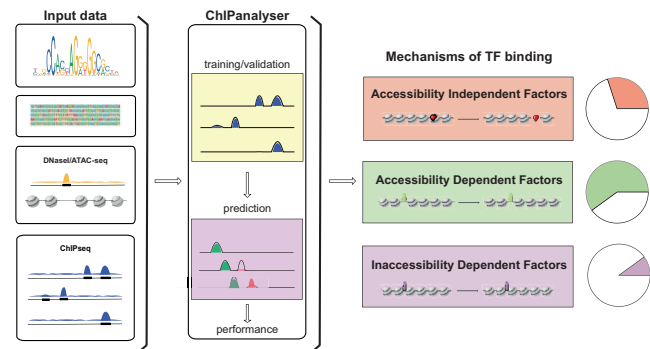 Input data
DNaseI/ATAC-seq
ChIPseq
ChIPanalyser
training/validation
prediction
performance
Mechanisms of TF binding
Accessibility Independent Factors
Accessibility Dependent Factors
Inaccessibility Dependent Factors